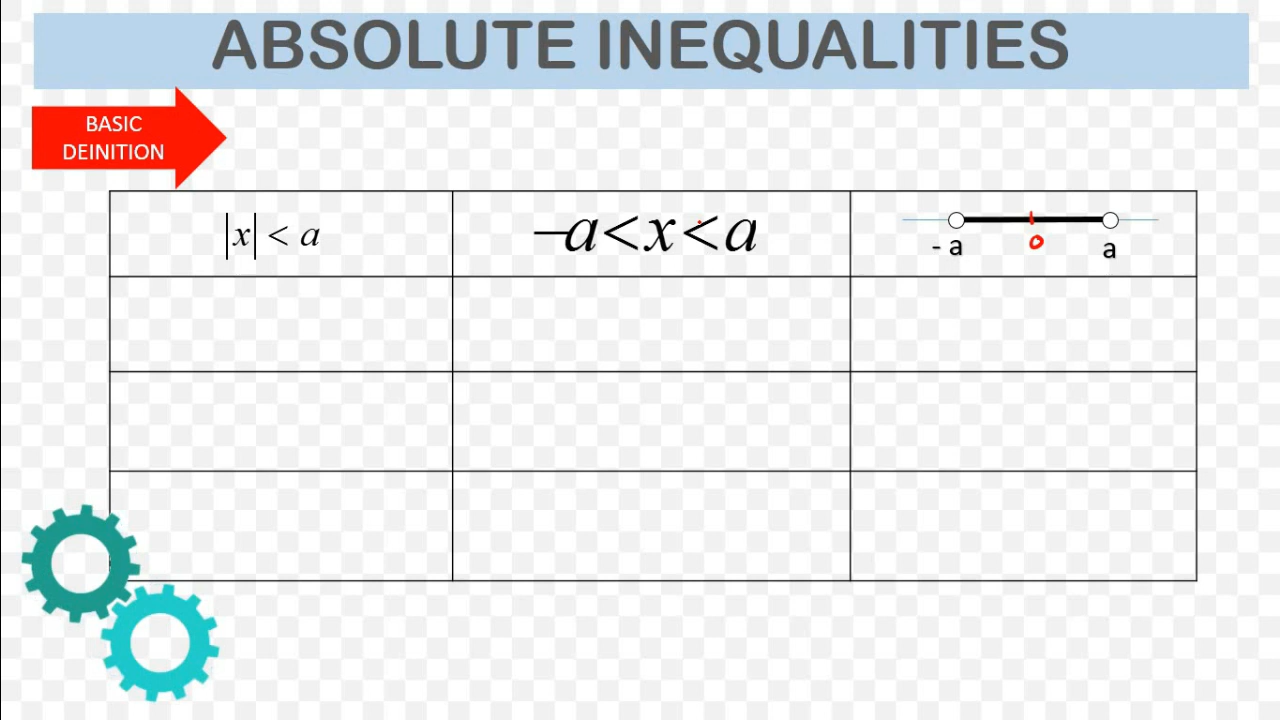 ABSOLUTE INEQUALITIES
BASIC
DEINITION
|x| < a
−a<x<a
- a 0 a